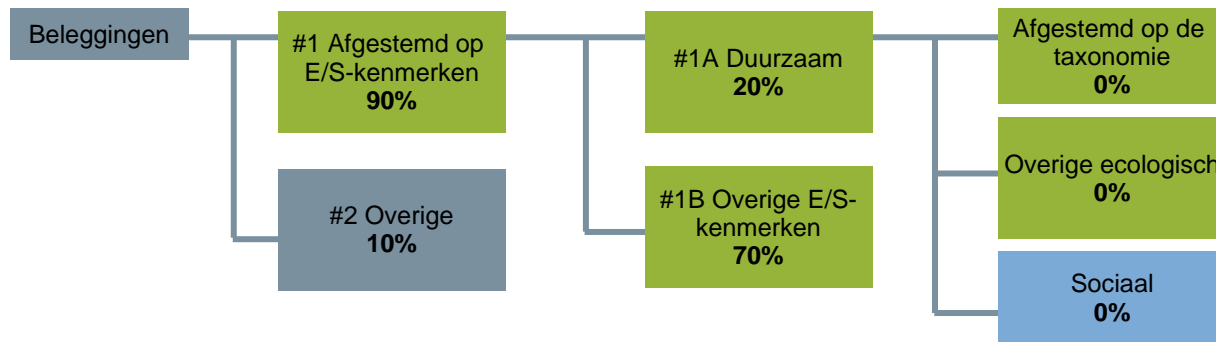 Beleggingen
#1 Afgestemd op
E/S-kenmerken
90%
#2 Overige
10%
#1A Duurzaam
20%
#1B Overige E/S-
kenmerken
70%
Afgestemd op de
taxonomie
0%
Overige ecologisch
0%
Sociaal
0%